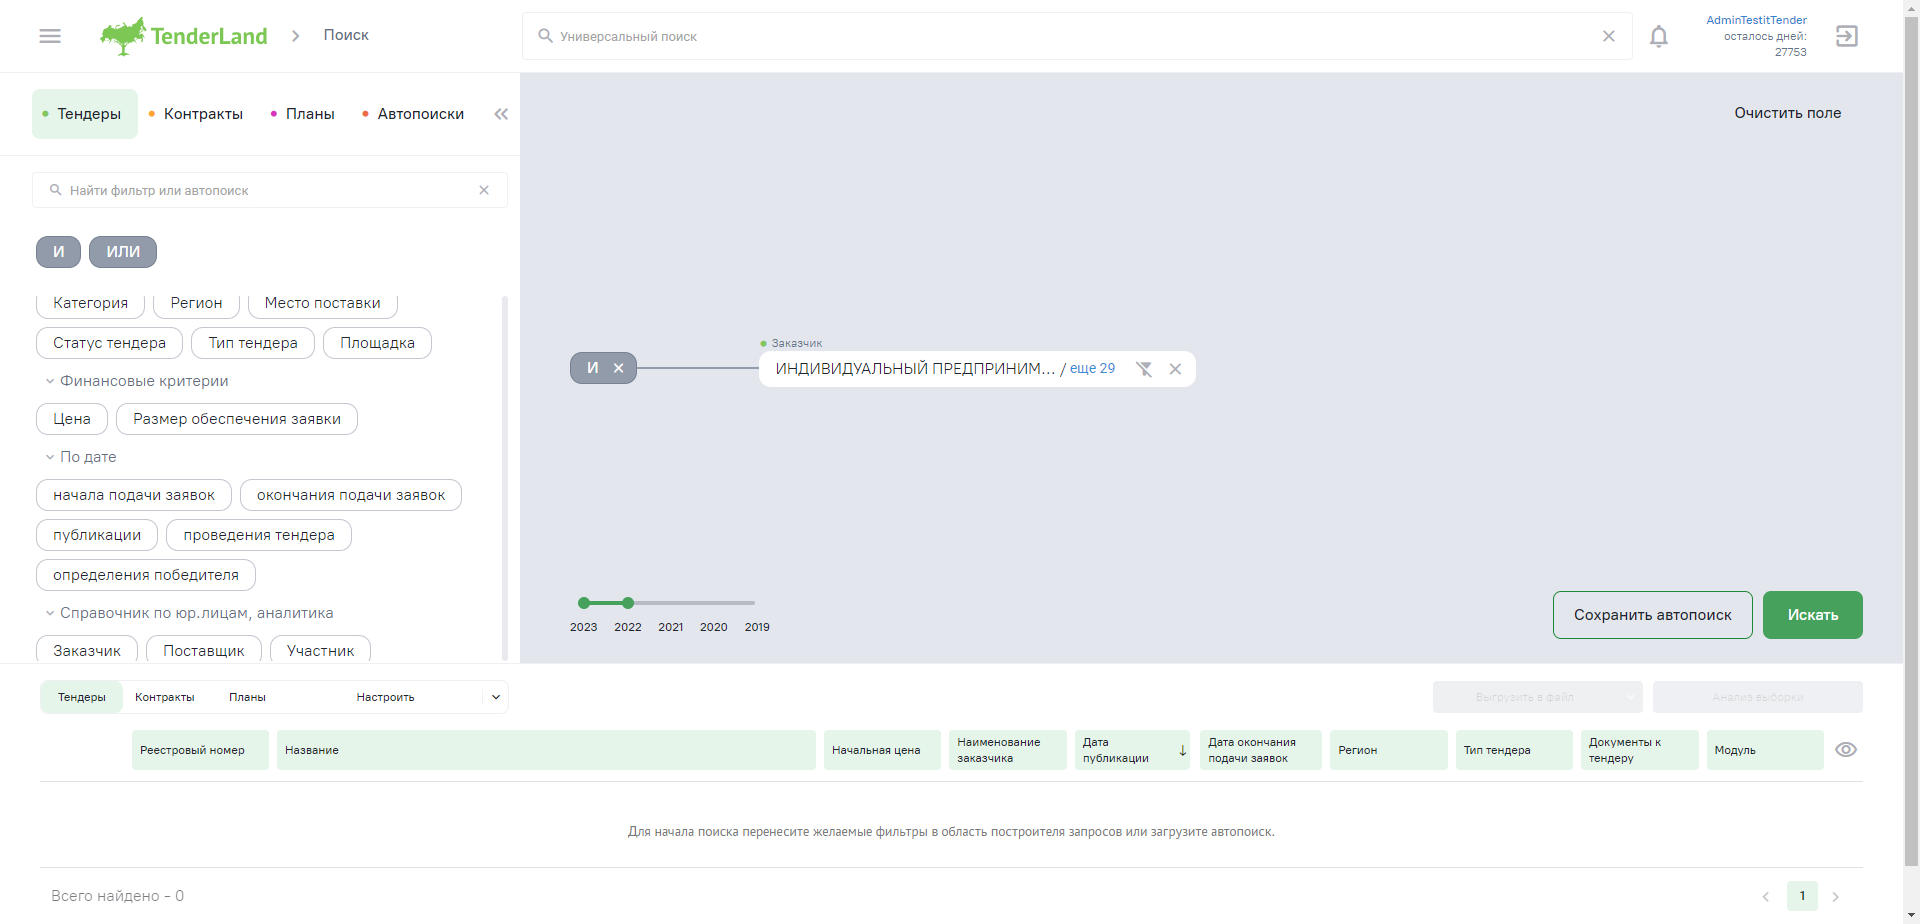 TenderLand
Поиск
Универсальный поиск
AdminTestitTender
осталось дней:
27753
Тендеры
Контракты
Планы
Автопоиски
Очистить поле
Найти фильтр или автопоиск
И
ИЛИ
Категория
Регион
Место поставки
Статус тендера
Тип тендера
Площадка
Финансовые критерии
Цена
Размер обеспечения заявки
По дате
начала подачи заявок
окончания подачи заявок
публикации
проведения тендера
определения победителя
Справочник по юр.лицам, аналитика
Заказчик
Поставщик
Участник
Заказчик
И
ИНДИВИДУАЛЬНЫЙ ПРЕДПРИНИМ... / еще 29
2023 2022 2021 2020 2019
Сохранить автопоиск
Искать
Тендеры
Контракты
Планы
Настроить
Выгрузить в файл
Анализ выборки
Реестровый номер
Название
Начальная цена
Наименование
заказчика
Дата
публикации
Дата окончания
подачи заявок
Регион
Тип тендера
Документы к
тендеру
Модуль
Для начала поиска перенесите желаемые фильтры в область построителя запросов или загрузите автопоиск.
Всего найдено - 0
1